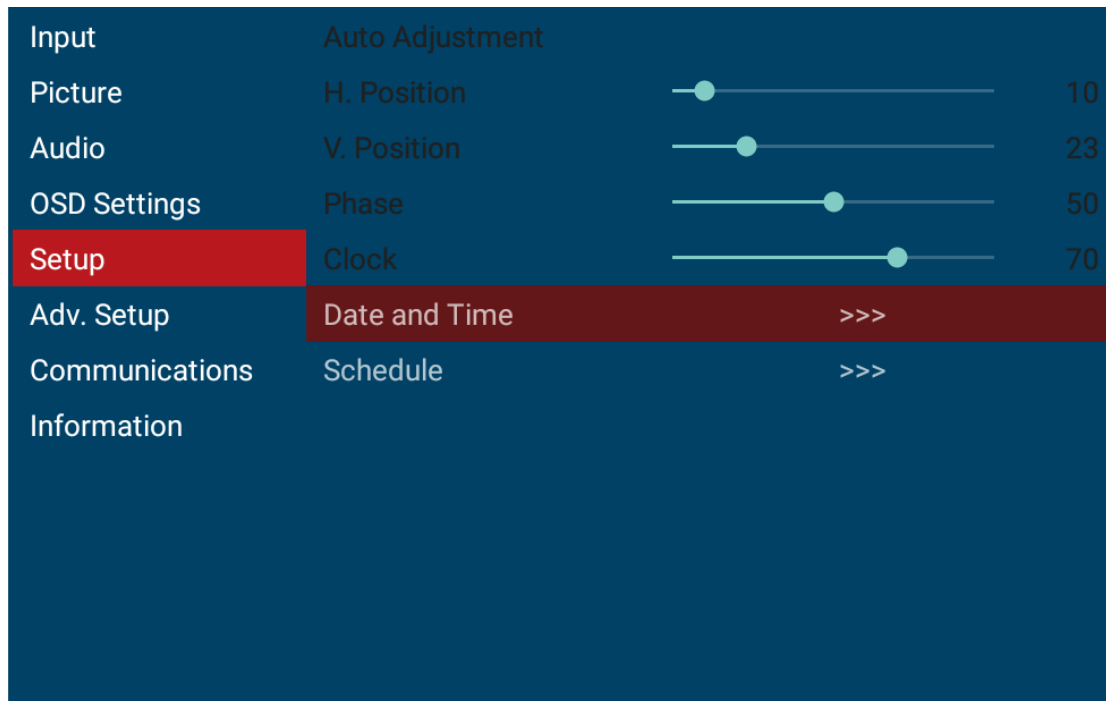 Input
Picture
Audio
OSD Settings
Setup
Adv. Setup
Communications
Information
Auto Adjustment
H. Position 10
V. Position 23
Phase 50
Clock 70
Date and Time >>>
Schedule >>>